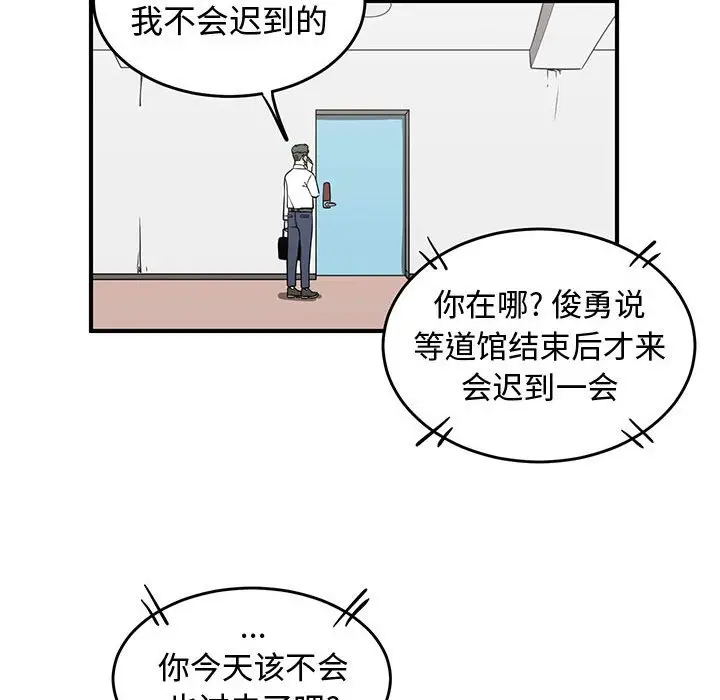 我不会迟到的
你在哪? 俊勇说
等道馆结束后才来
会迟到一会
...
你今天该不会